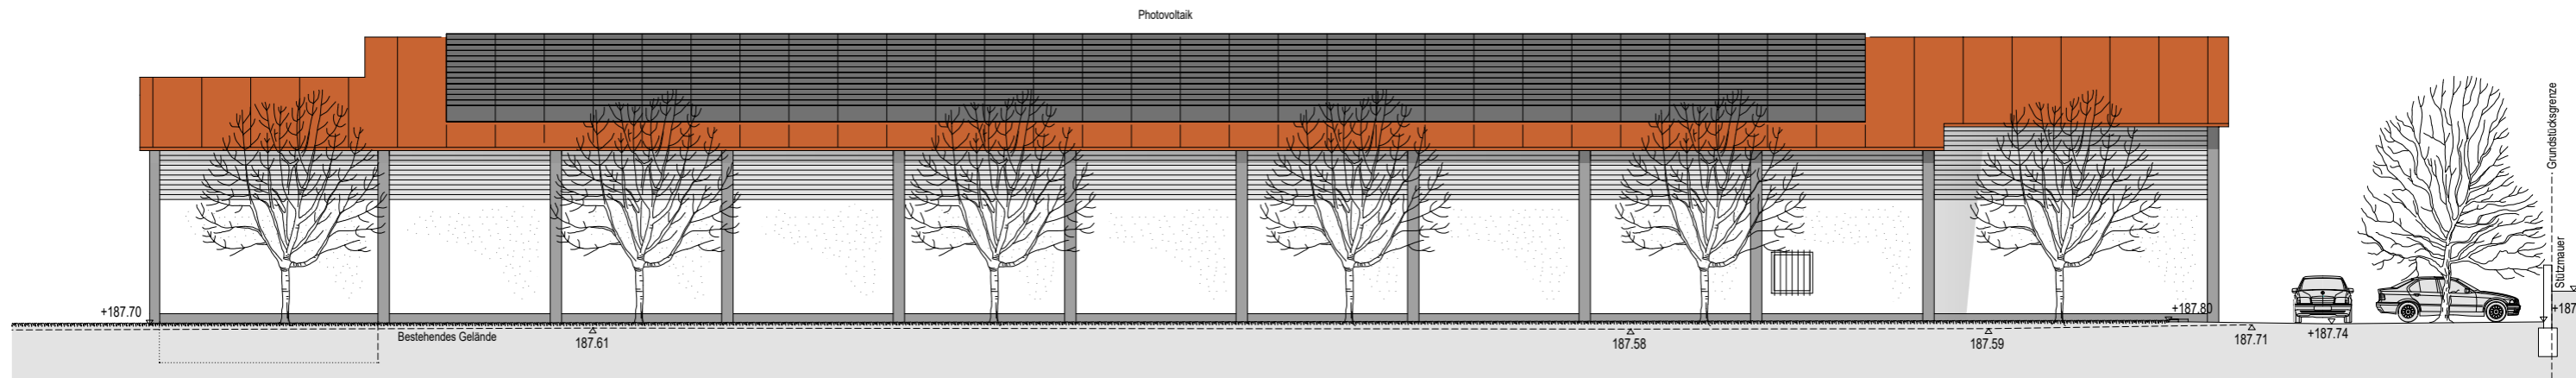 Photovoltaik
Grundstücksgrenze
Stützmauer
+187.70
+187.80
+187
Bestehendes Gelände
187.61
187.58
187.59
187.71
+187.74